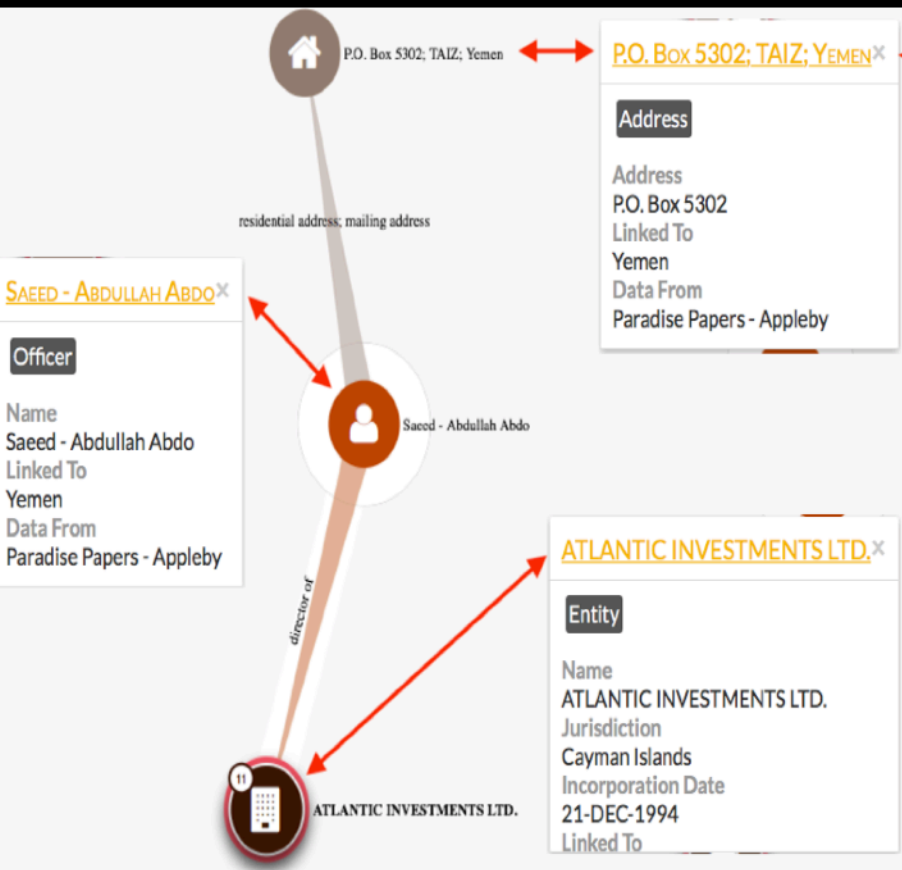 P.O. Box 5302; TAIZ; Yemen
P.O. Box 5302; TAIZ; Yemen×
Address
Address
P.O. Box 5302
Linked To
Yemen
Data From
Paradise Papers - Appleby
residential address; mailing address
Saeed - Abdullah Abdo×
Officer
Name
Saeed - Abdullah Abdo
Linked To
Yemen
Data From
Paradise Papers - Appleby
Saeed - Abdullah Abdo
director of
11
ATLANTIC INVESTMENTS LTD.
ATLANTIC INVESTMENTS LTD.×
Entity
Name
ATLANTIC INVESTMENTS LTD.
Jurisdiction
Cayman Islands
Incorporation Date
21-DEC-1994
Linked To